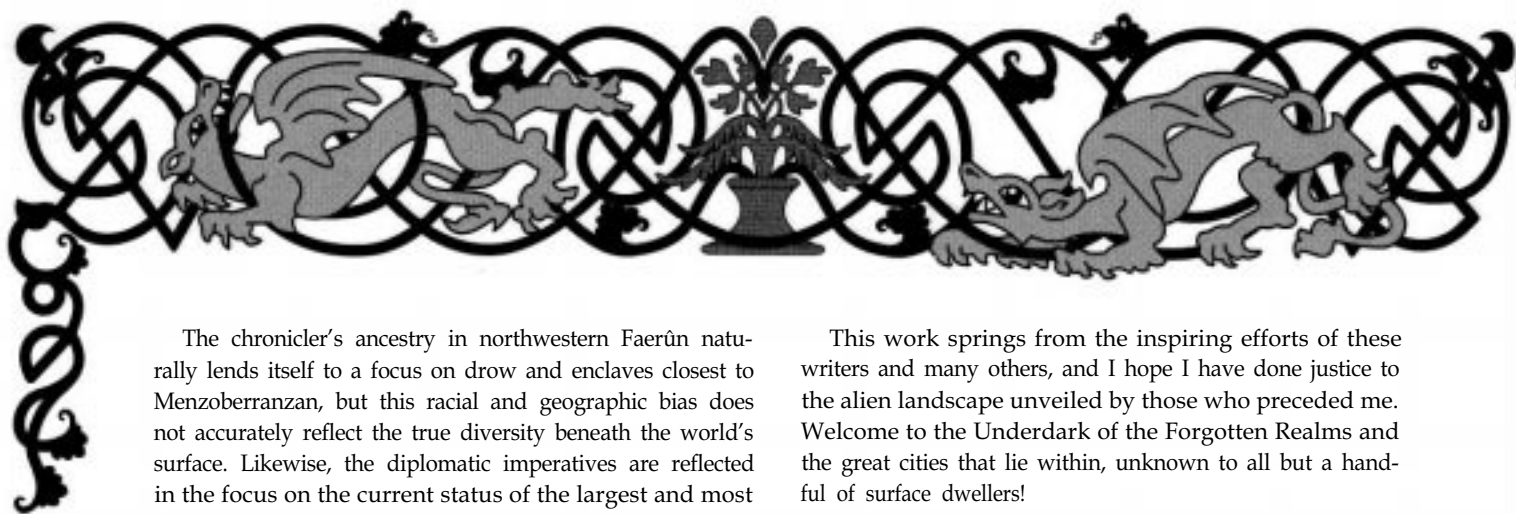 The chronicler’s ancestry in northwestern Faerûn natu-
rally lends itself to a focus on drow and enclaves closest to
Menzoberranzan, but this racial and geographic bias does
not accurately reflect the true diversity beneath the world’s
surface. Likewise, the diplomatic imperatives are reflected
in the focus on the current status of the largest and most
This work springs from the inspiring efforts of these
writers and many others, and I hope I have done justice to
the alien landscape unveiled by those who preceded me.
Welcome to the Underdark of the Forgotten Realms and
the great cities that lie within, unknown to all but a hand-
ful of surface dwellers!